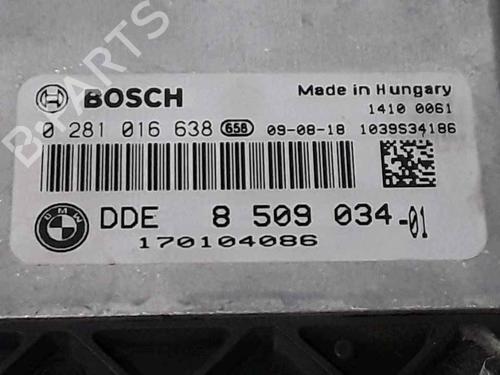 B-PARTS
BOSCH
Made in Hungary
1410 0061
0 281 016 638 658 09-08-18 1039S34186
BMW
DDE 8 509 034-01
170104086